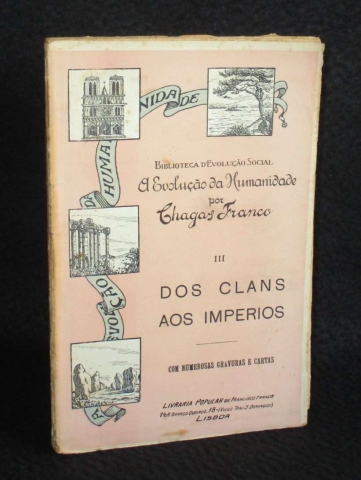 A EVOLUÇÃO DA HUMANIDADE
BIBLIOTECA D'EVOLUÇÃO SOCIAL
A Evolução da Humanidade
por
Chagas Franco
III
DOS CLANS
AOS IMPERIOS
COM NUMEROSAS GRAVURAS E CARTAS
LIVRARIA POPULAR DE FRANCISCO FRANCO
LISBOA